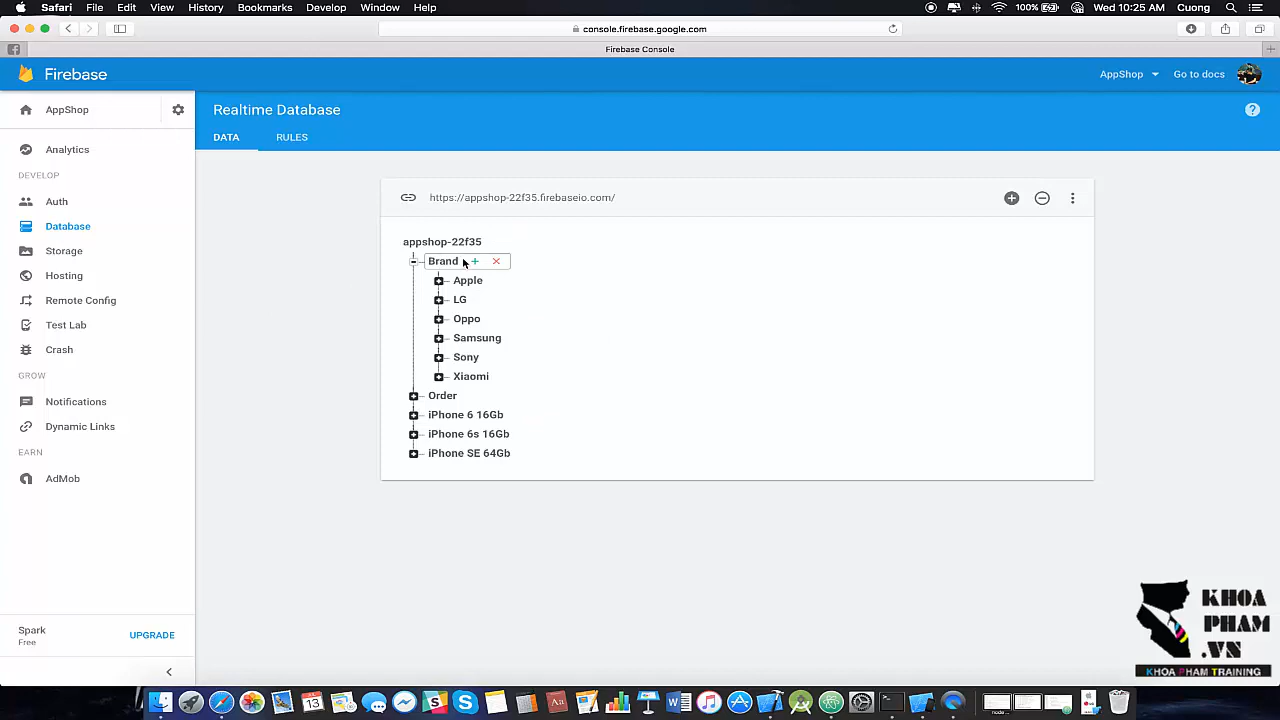 Safari File Edit View History Bookmarks Develop Window Help 100% Wed 10:25 AM Cuong
console.firebase.google.com
Firebase Console
Firebase AppShop Go to docs
AppShop
Realtime Database
DATA RULES
Analytics
DEVELOP
Auth
Database
Storage
Hosting
Remote Config
Test Lab
Crash
GROW
Notifications
Dynamic Links
EARN
AdMob
Spark
Free
UPGRADE
https://appshop-22f35.firebaseio.com/
appshop-22f35
Brand
Apple
LG
Oppo
Samsung
Sony
Xiaomi
Order
iPhone 6 16Gb
iPhone 6s 16Gb
iPhone SE 64Gb
KHOA
PHAM
.VN
KHOA PHAM TRAINING
13